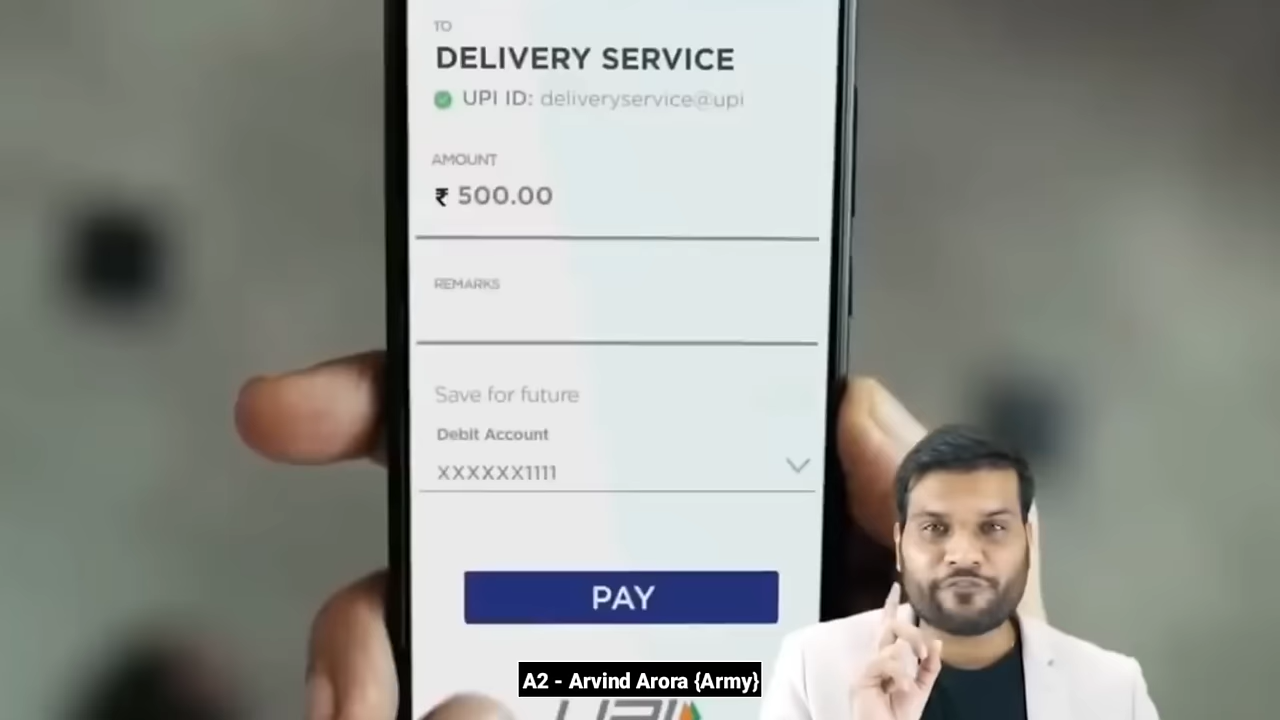 TO
DELIVERY SERVICE
UPI ID: deliveryservice@upi
AMOUNT
₹ 500.00
REMARKS
Save for future
Debit Account
XXXXXX1111
PAY
A2 - Arvind Arora {Army}
UPI